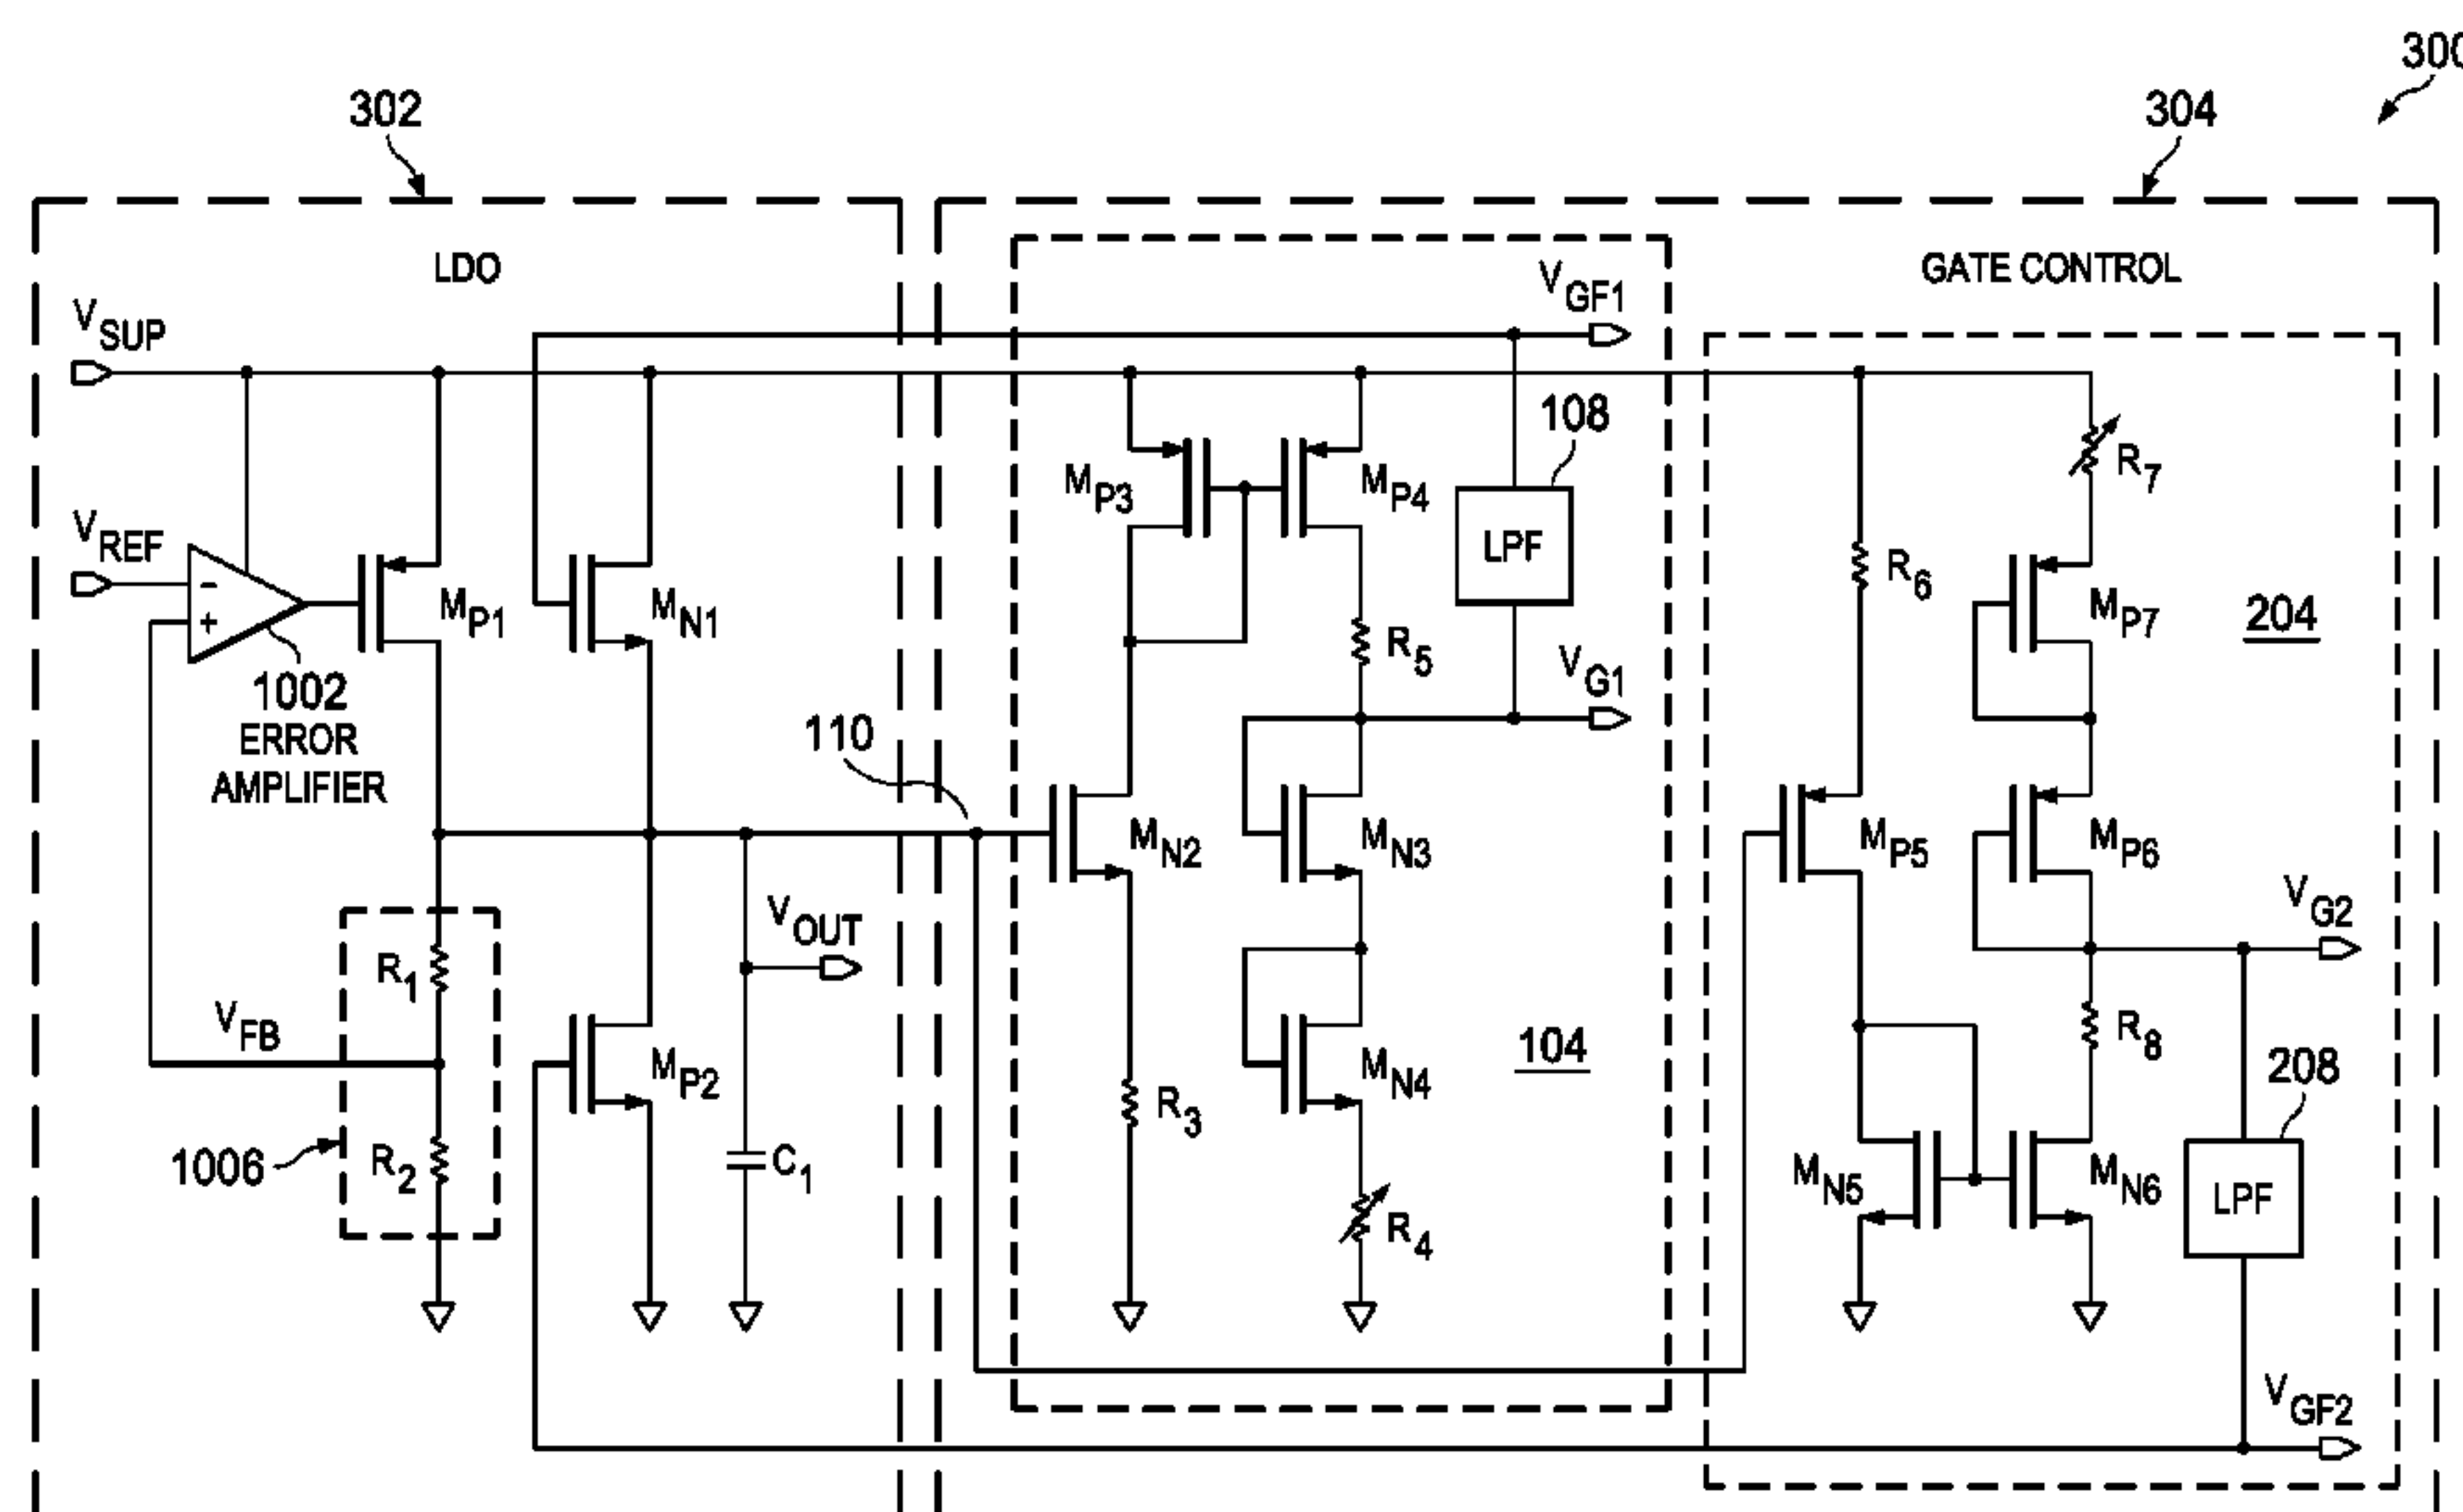 300
302
304
LDO
GATE CONTROL
VSUP
VGF1
108
LPF
MP3
MP4
R7
VREF
-
+
MP1
MN1
R6
MP7
204
R5
VG1
1002
ERROR
AMPLIFIER
110
MN2
MN3
MP5
MP6
VG2
VOUT
R1
VFB
MP2
MN4
104
R8
208
R3
1006
R2
C1
MN5
MN6
LPF
R4
VGF2